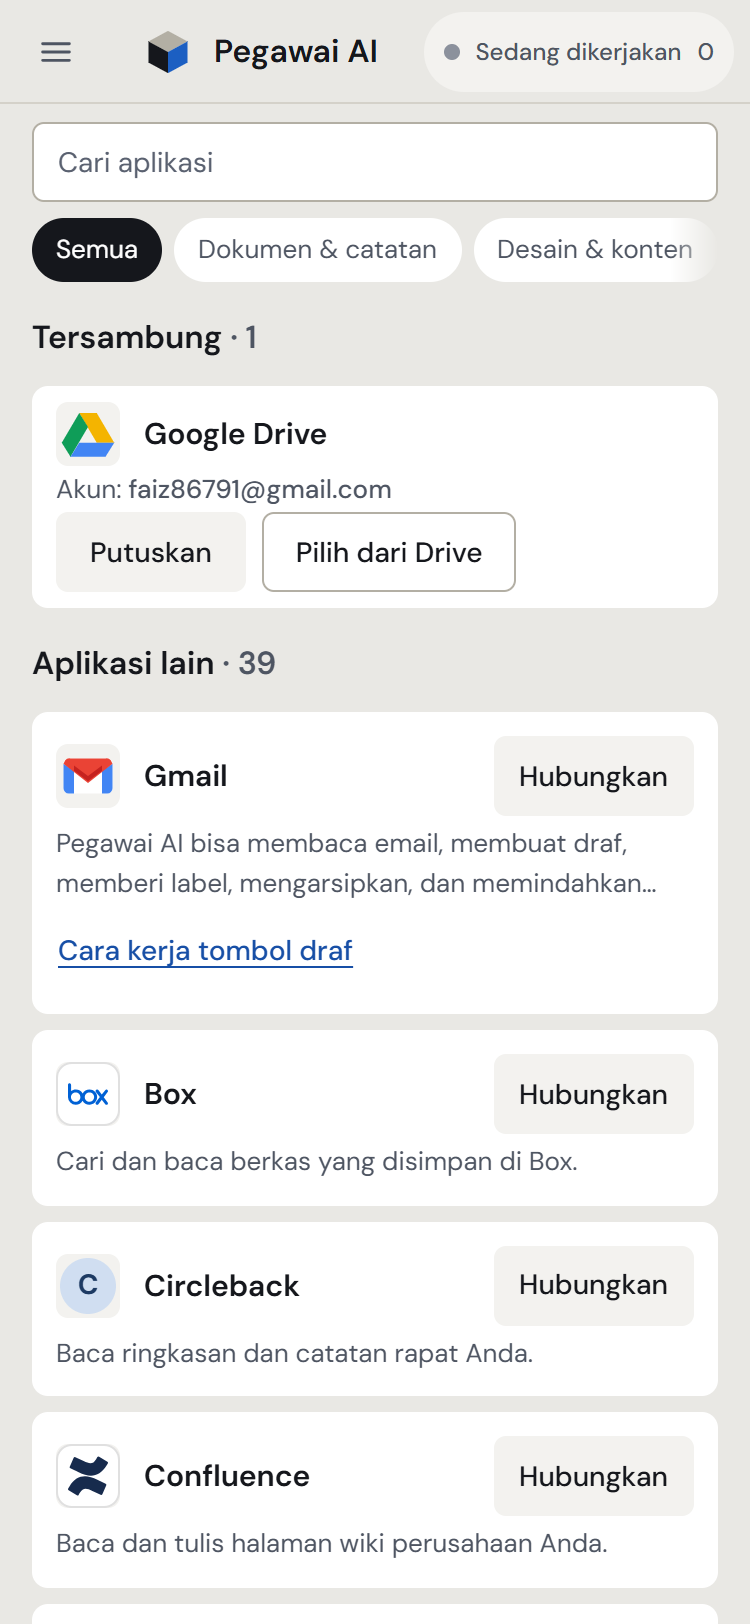 Pegawai AI
Sedang dikerjakan 0
Cari aplikasi
Semua
Dokumen & catatan
Desain & konten
Tersambung · 1
Google Drive
Akun: faiz86791@gmail.com
Putuskan
Pilih dari Drive
Aplikasi lain · 39
Gmail
Hubungkan
Pegawai AI bisa membaca email, membuat draf,
memberi label, mengarsipkan, dan memindahkan...
Cara kerja tombol draf
box
Box
Hubungkan
Cari dan baca berkas yang disimpan di Box.
C
Circleback
Hubungkan
Baca ringkasan dan catatan rapat Anda.
Confluence
Hubungkan
Baca dan tulis halaman wiki perusahaan Anda.